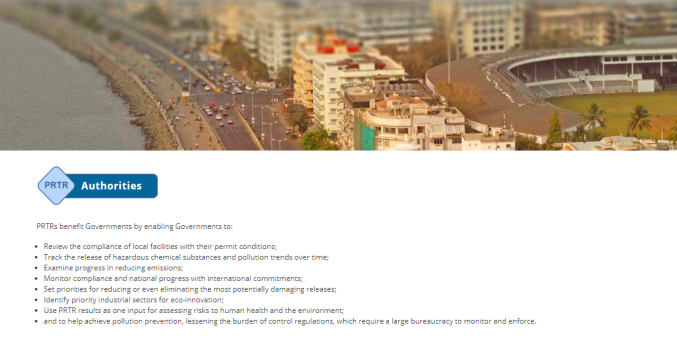 PRTR Authorities
PRTRs benefit Governments by enabling Governments to:
Review the compliance of local facilities with their permit conditions;
Track the release of hazardous chemical substances and pollution trends over time;
Examine progress in reducing emissions;
Monitor compliance and national progress with international commitments;
Set priorities for reducing or even eliminating the most potentially damaging releases;
Identify priority industrial sectors for eco-innovation;
Use PRTR results as one input for assessing risks to human health and the environment;
and to help achieve pollution prevention, lessening the burden of control regulations, which require a large bureaucracy to monitor and enforce.